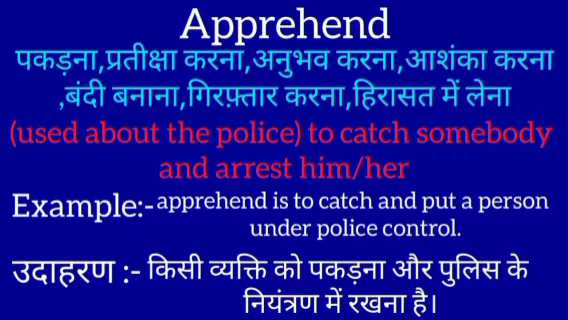 Apprehend
पकड़ना,प्रतीक्षा करना,अनुभव करना,आशंका करना
,बंदी बनाना,गिरफ़्तार करना,हिरासत में लेना
(used about the police) to catch somebody
and arrest him/her
Example:-apprehend is to catch and put a person
under police control.
उदाहरण :- किसी व्यक्ति को पकड़ना और पुलिस के
नियंत्रण में रखना है।